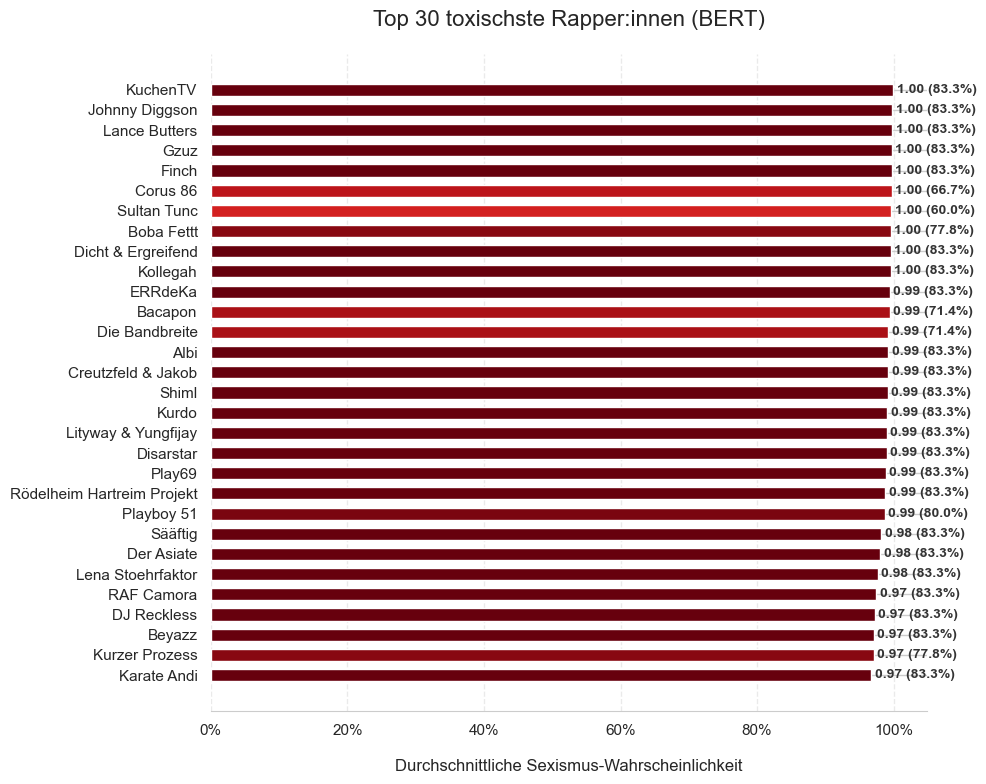 Top 30 toxischste Rapper:innen (BERT)
KuchenTV 1.00 (83.3%)
Johnny Diggson 1.00 (83.3%)
Lance Butters 1.00 (83.3%)
Gzuz 1.00 (83.3%)
Finch 1.00 (83.3%)
Corus 86 1.00 (66.7%)
Sultan Tunc 1.00 (60.0%)
Boba Fettt 1.00 (77.8%)
Dicht & Ergreifend 1.00 (83.3%)
Kollegah 1.00 (83.3%)
ERRdeKa 0.99 (83.3%)
Bacapon 0.99 (71.4%)
Die Bandbreite 0.99 (71.4%)
Albi 0.99 (83.3%)
Creutzfeld & Jakob 0.99 (83.3%)
Shiml 0.99 (83.3%)
Kurdo 0.99 (83.3%)
Lityway & Yungfijay 0.99 (83.3%)
Disarstar 0.99 (83.3%)
Play69 0.99 (83.3%)
Rödelheim Hartreim Projekt 0.99 (83.3%)
Playboy 51 0.99 (80.0%)
Sääftig 0.98 (83.3%)
Der Asiate 0.98 (83.3%)
Lena Stoehrfaktor 0.98 (83.3%)
RAF Camora 0.97 (83.3%)
DJ Reckless 0.97 (83.3%)
Beyazz 0.97 (83.3%)
Kurzer Prozess 0.97 (77.8%)
Karate Andi 0.97 (83.3%)
0% 20% 40% 60% 80% 100%
Durchschnittliche Sexismus-Wahrscheinlichkeit